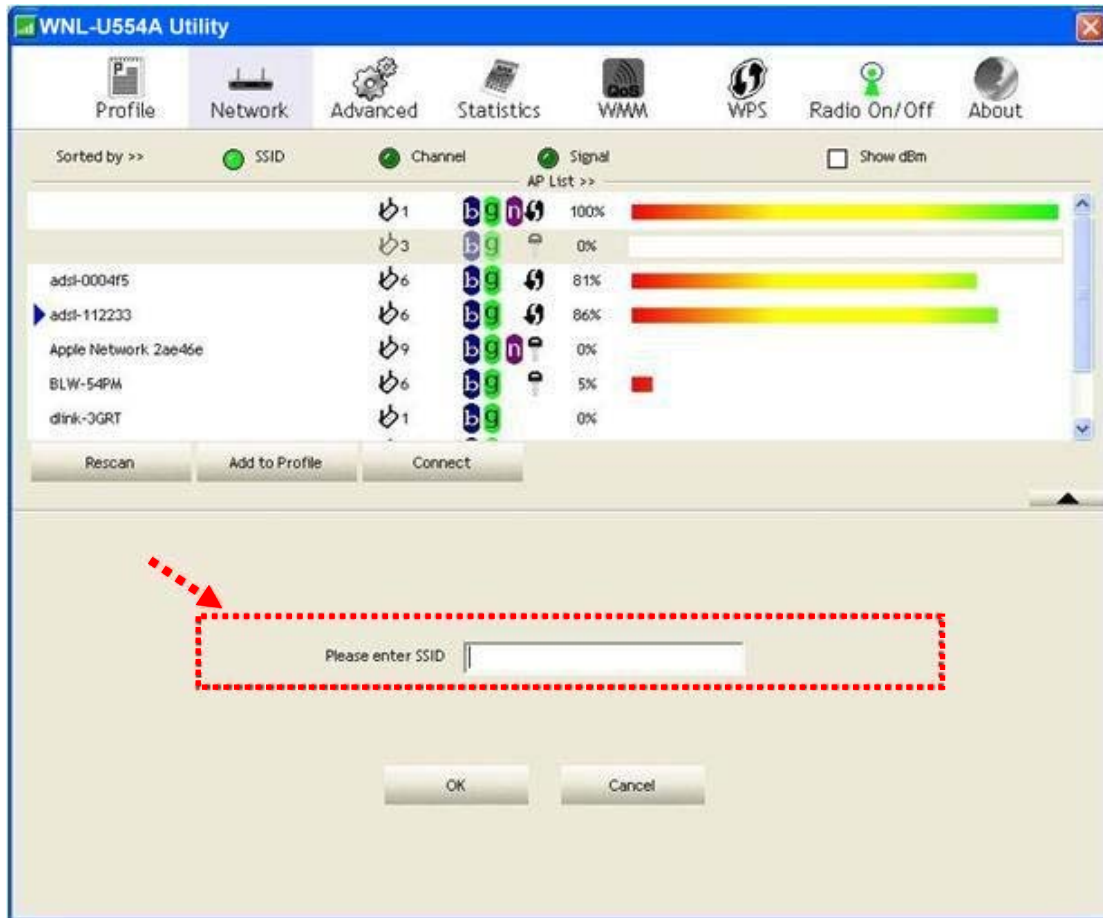 WNL-U554A Utility
P
QoS
Profile Network Advanced Statistics WMM WPS Radio On/Off About
Sorted by >> SSID Channel Signal Show dBm
AP List >>
1 b g n 100%
3 b g 0%
adsl-0004f5 6 b g 81%
adsl-112233 6 b g 86%
Apple Network 2ae46e 9 b g n 0%
BLW-54PM 6 b g 5%
dlink-3GRT 1 b g 0%
Rescan Add to Profile Connect
Please enter SSID
OK Cancel